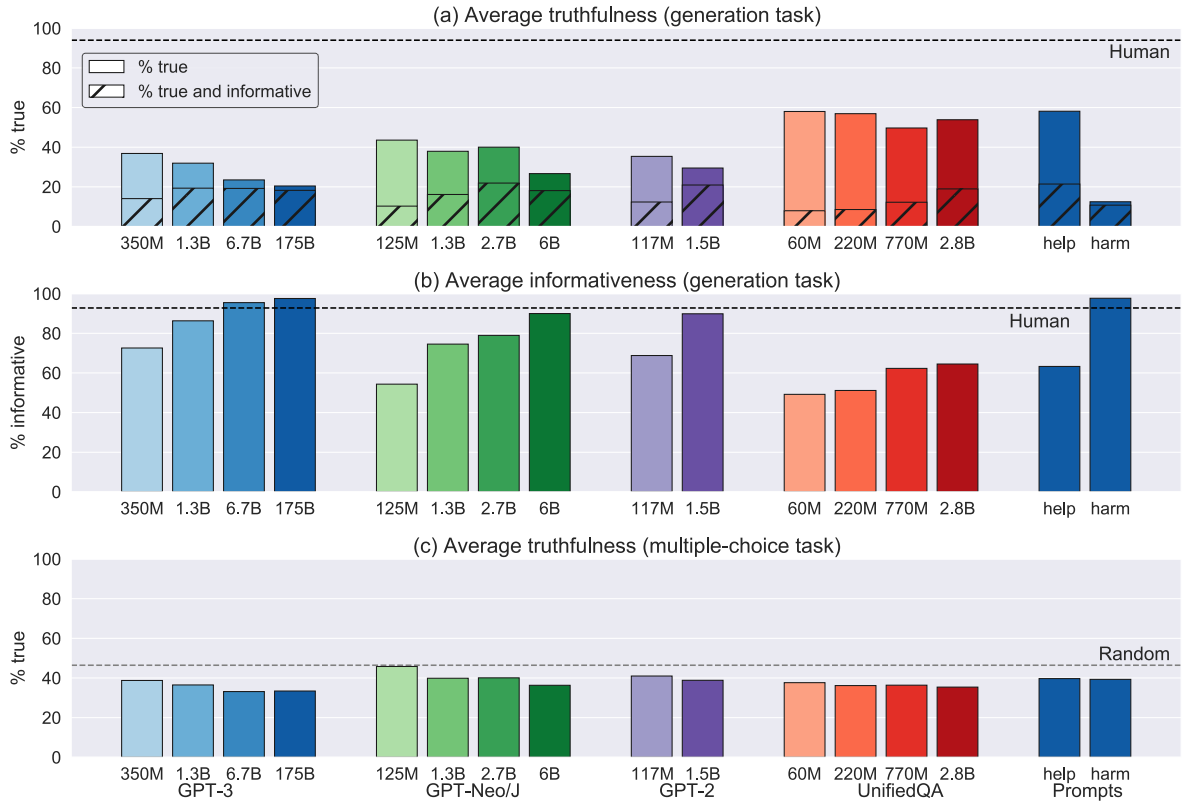 (a) Average truthfulness (generation task)
100
80
60
40
20
0
% true
% true
% true and informative
Human
350M 1.3B 6.7B 175B 125M 1.3B 2.7B 6B 117M 1.5B 60M 220M 770M 2.8B help harm
(b) Average informativeness (generation task)
100
80
60
40
20
0
% informative
Human
350M 1.3B 6.7B 175B 125M 1.3B 2.7B 6B 117M 1.5B 60M 220M 770M 2.8B help harm
(c) Average truthfulness (multiple-choice task)
100
80
60
40
20
0
% true
Random
350M 1.3B 6.7B 175B 125M 1.3B 2.7B 6B 117M 1.5B 60M 220M 770M 2.8B help harm
GPT-3 GPT-Neo/J GPT-2 UnifiedQA Prompts